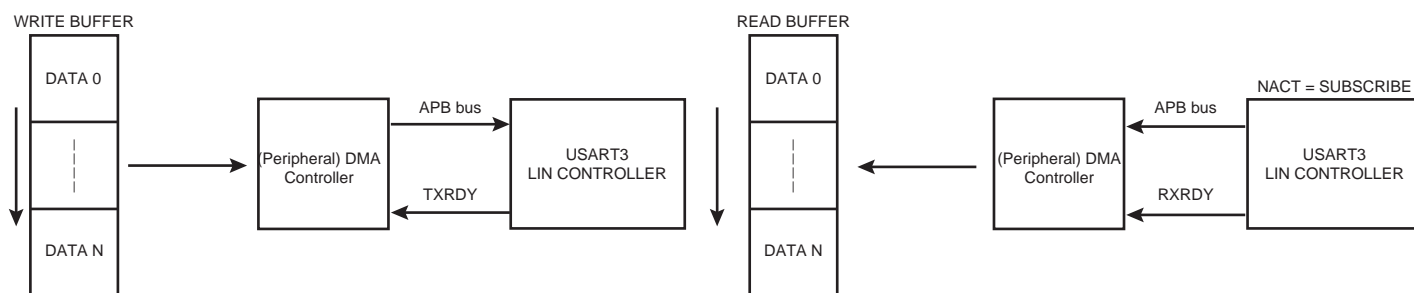 WRITE BUFFER
DATA 0
DATA N
(Peripheral) DMA
Controller
APB bus
TXRDY
USART3
LIN CONTROLLER
READ BUFFER
DATA 0
DATA N
(Peripheral) DMA
Controller
APB bus
RXRDY
NACT = SUBSCRIBE
USART3
LIN CONTROLLER